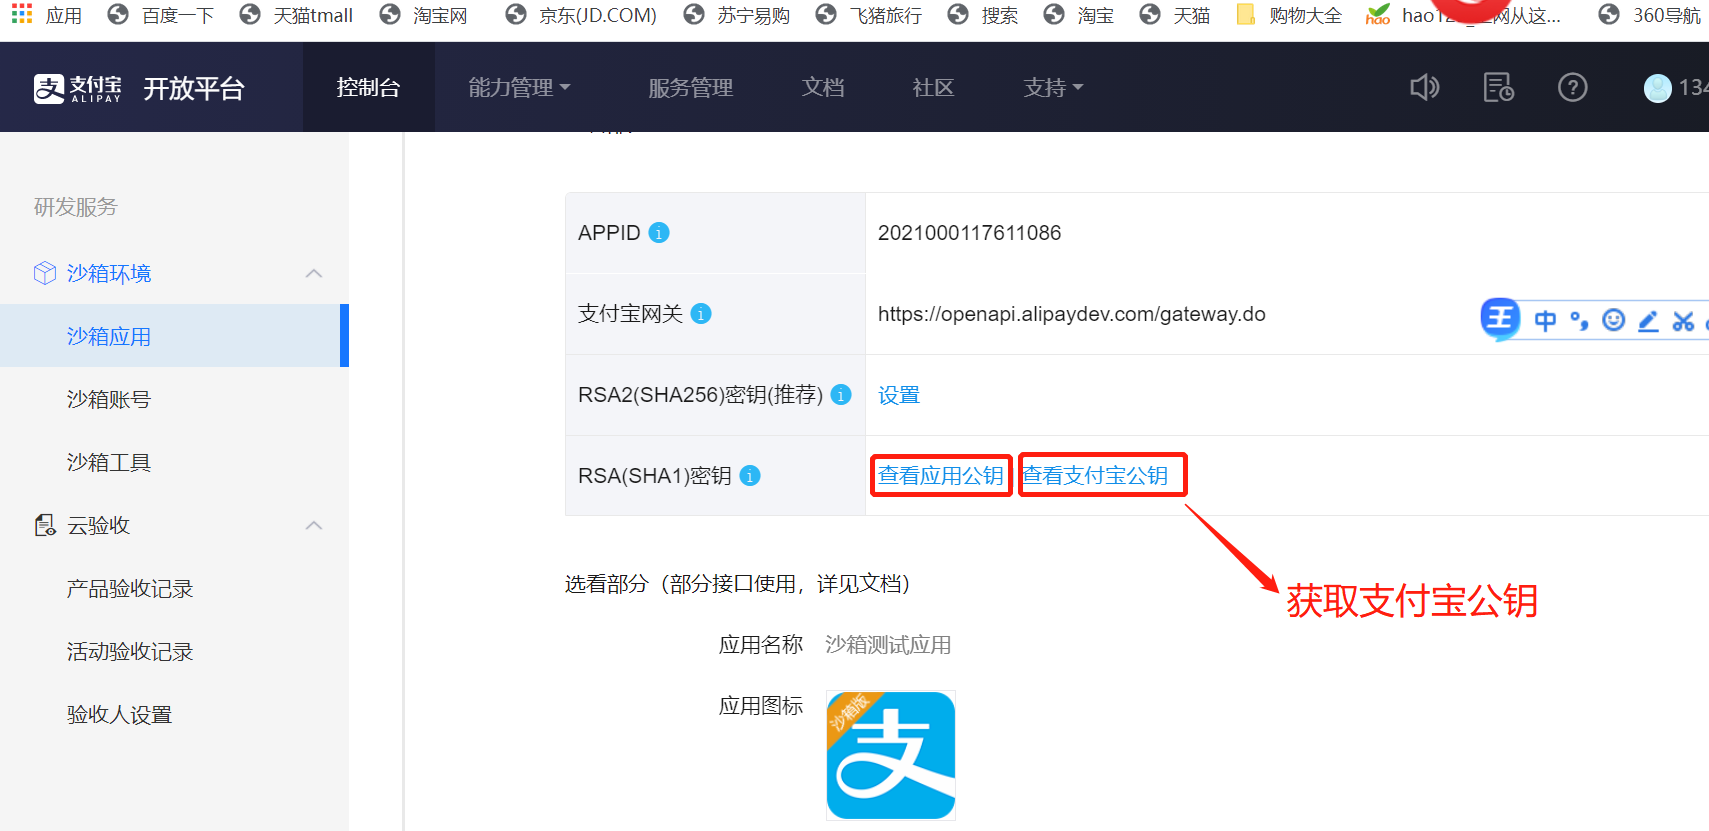 应用 百度一下 天猫tmall 淘宝网 京东(JD.COM) 苏宁易购 飞猪旅行 搜索 淘宝 天猫 购物大全 360导航
支付宝 ALIPAY 开放平台 控制台 能力管理 服务管理 文档 社区 支持 134
研发服务
沙箱环境
沙箱应用
沙箱账号
沙箱工具
云验收
产品验收记录
活动验收记录
验收人设置
APPID 2021000117611086
支付宝网关 https://openapi.alipaydev.com/gateway.do
王 中
RSA2(SHA256)密钥(推荐) 设置
RSA(SHA1)密钥 查看应用公钥 查看支付宝公钥
获取支付宝公钥
选看部分（部分接口使用，详见文档）
应用名称 沙箱测试应用
应用图标
沙箱版
支